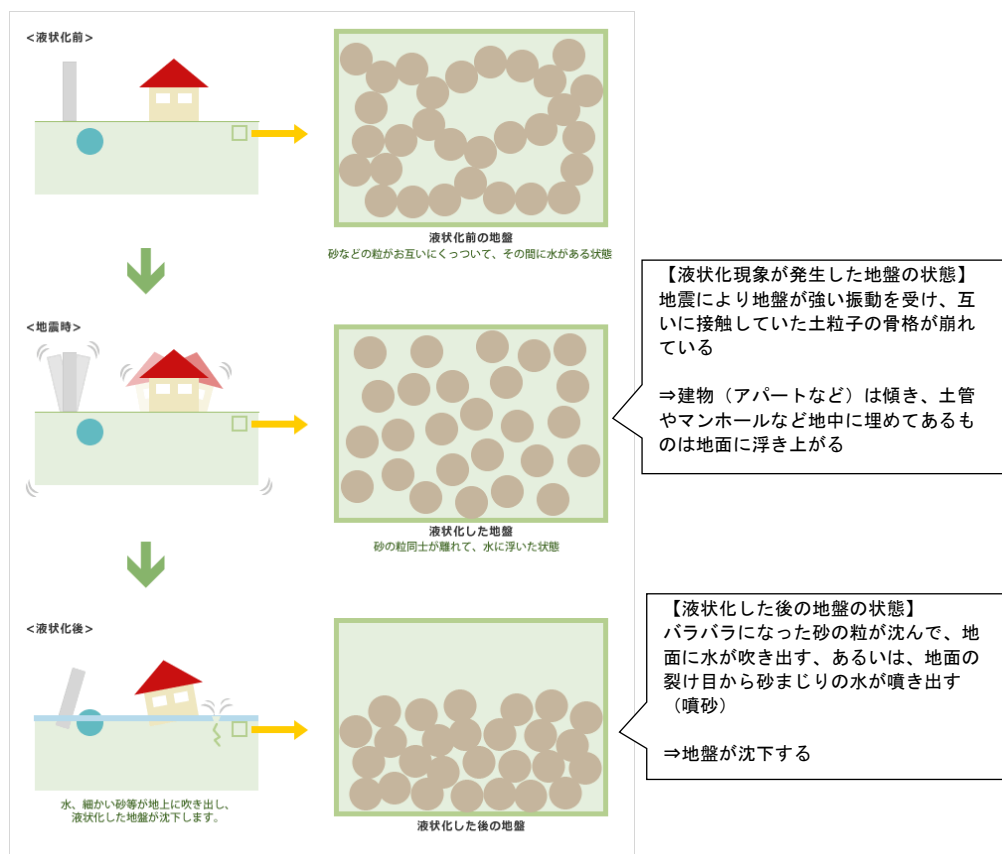 <液状化前>
液状化前の地盤
砂などの粒がお互いにくっついて、その間に水がある状態
<地震時>
液状化した地盤
砂の粒同士が離れて、水に浮いた状態
【液状化現象が発生した地盤の状態】
地震により地盤が強い振動を受け、互
いに接触していた土粒子の骨格が崩れ
ている
⇒建物（アパートなど）は傾き、土管
やマンホールなど地中に埋めてあるも
のは地面に浮き上がる
<液状化後>
水、細かい砂等が地上に吹き出し、
液状化した地盤が沈下します。
液状化した後の地盤
【液状化した後の地盤の状態】
バラバラになった砂の粒が沈んで、地
面に水が吹き出す、あるいは、地面の
裂け目から砂まじりの水が噴き出す
（噴砂）
⇒地盤が沈下する